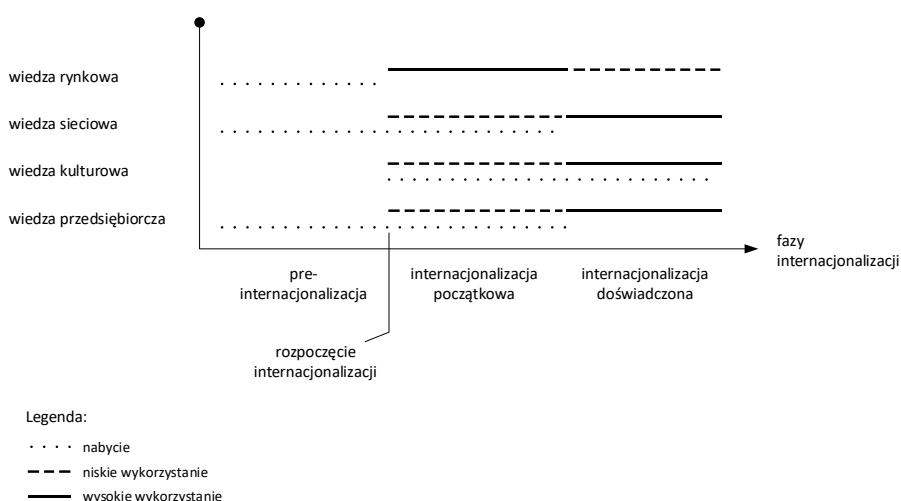 wiedza rynkowa
wiedza sieciowa
wiedza kulturowa
wiedza przedsiębiorcza
fazy
internacjonalizacji
pre-
internacjonalizacja
internacjonalizacja
początkowa
internacjonalizacja
doświadczona
rozpoczęcie
internacjonalizacji
Legenda:
nabycie
niskie wykorzystanie
wysokie wykorzystanie